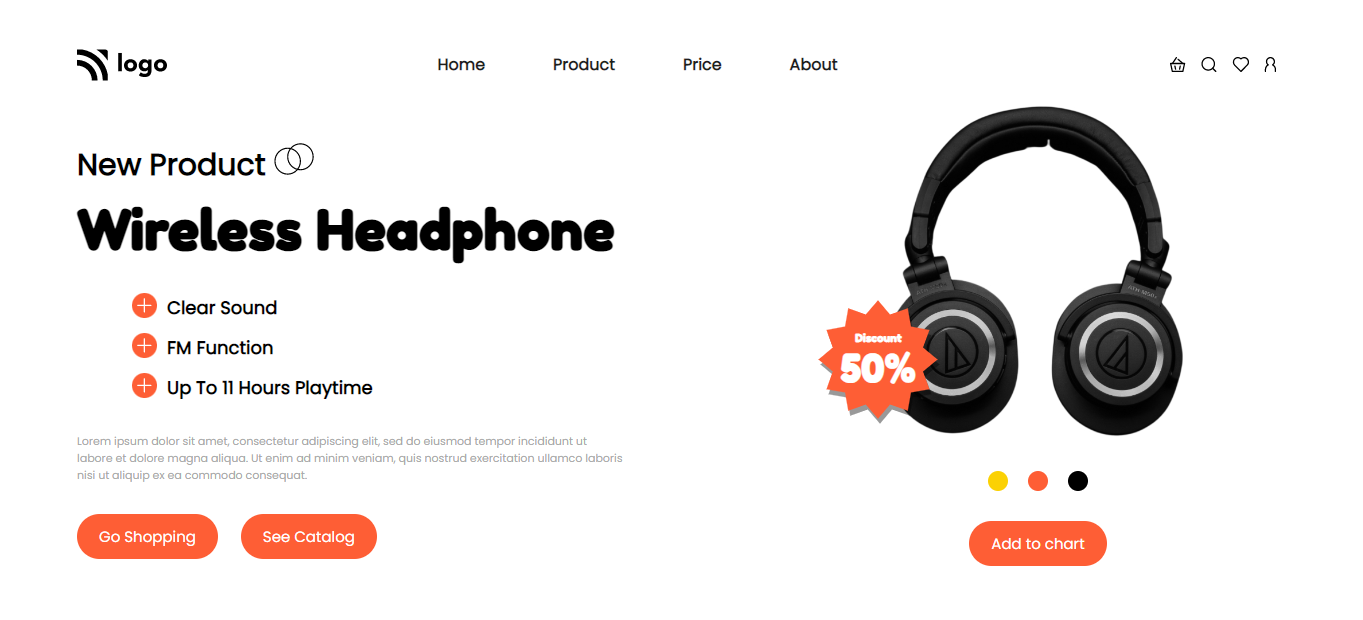 logo
Home Product Price About
New Product
Wireless Headphone
Clear Sound
FM Function
Up To 11 Hours Playtime
Lorem ipsum dolor sit amet, consectetur adipiscing elit, sed do eiusmod tempor incididunt ut
labore et dolore magna aliqua. Ut enim ad minim veniam, quis nostrud exercitation ullamco laboris
nisi ut aliquip ex ea commodo consequat.
Go Shopping
See Catalog
Discount
50%
Add to chart